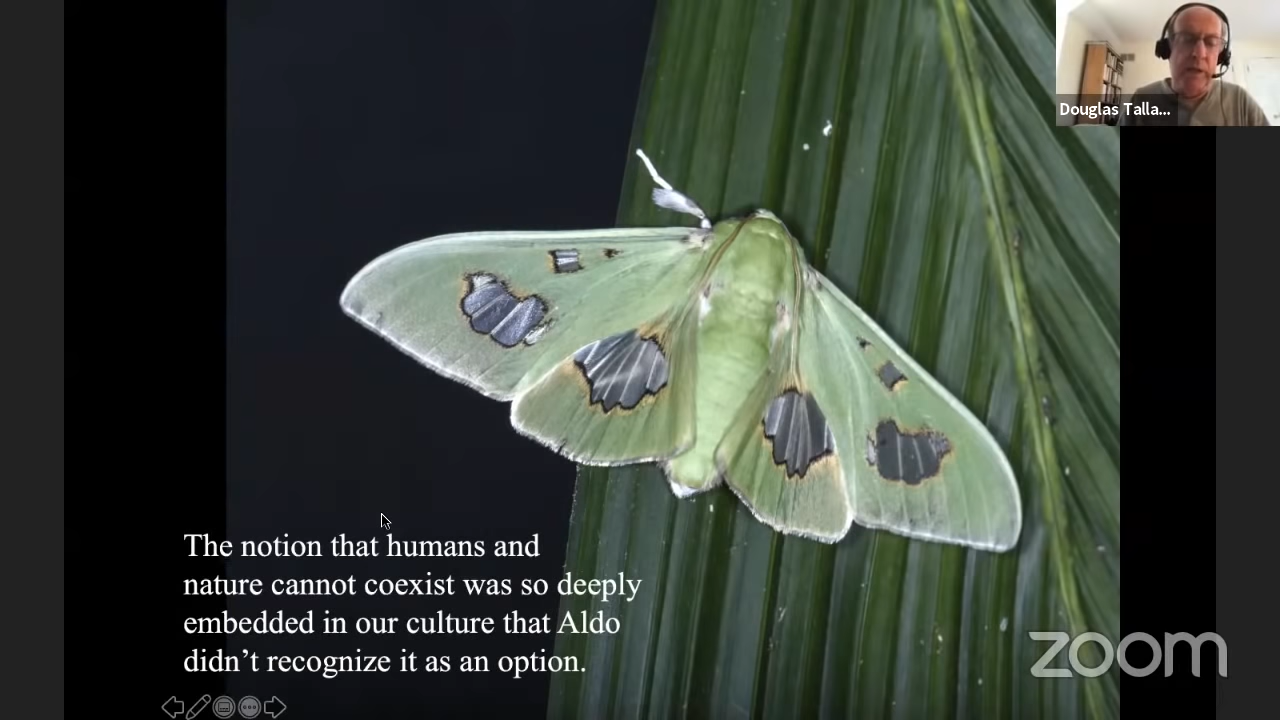 Douglas Talla...
The notion that humans and
nature cannot coexist was so deeply
embedded in our culture that Aldo
didn’t recognize it as an option.
zoom